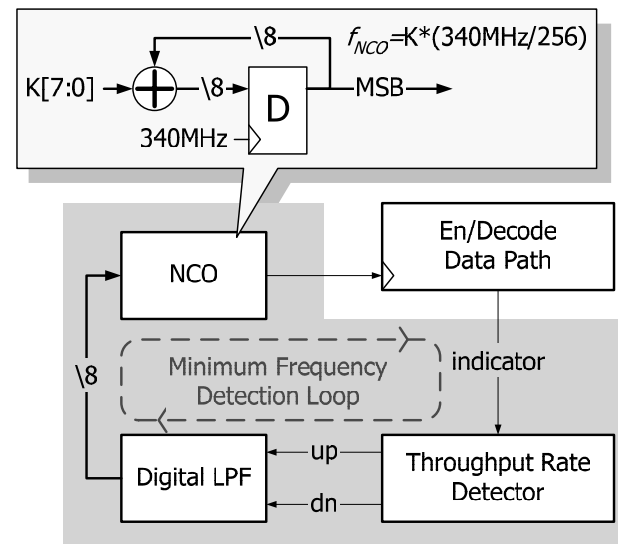 \8
f_NCO=K*(340MHz/256)
K[7:0]
\8
D
MSB
340MHz
En/Decode
Data Path
NCO
\8
Minimum Frequency
Detection Loop
indicator
Digital LPF
up
dn
Throughput Rate
Detector